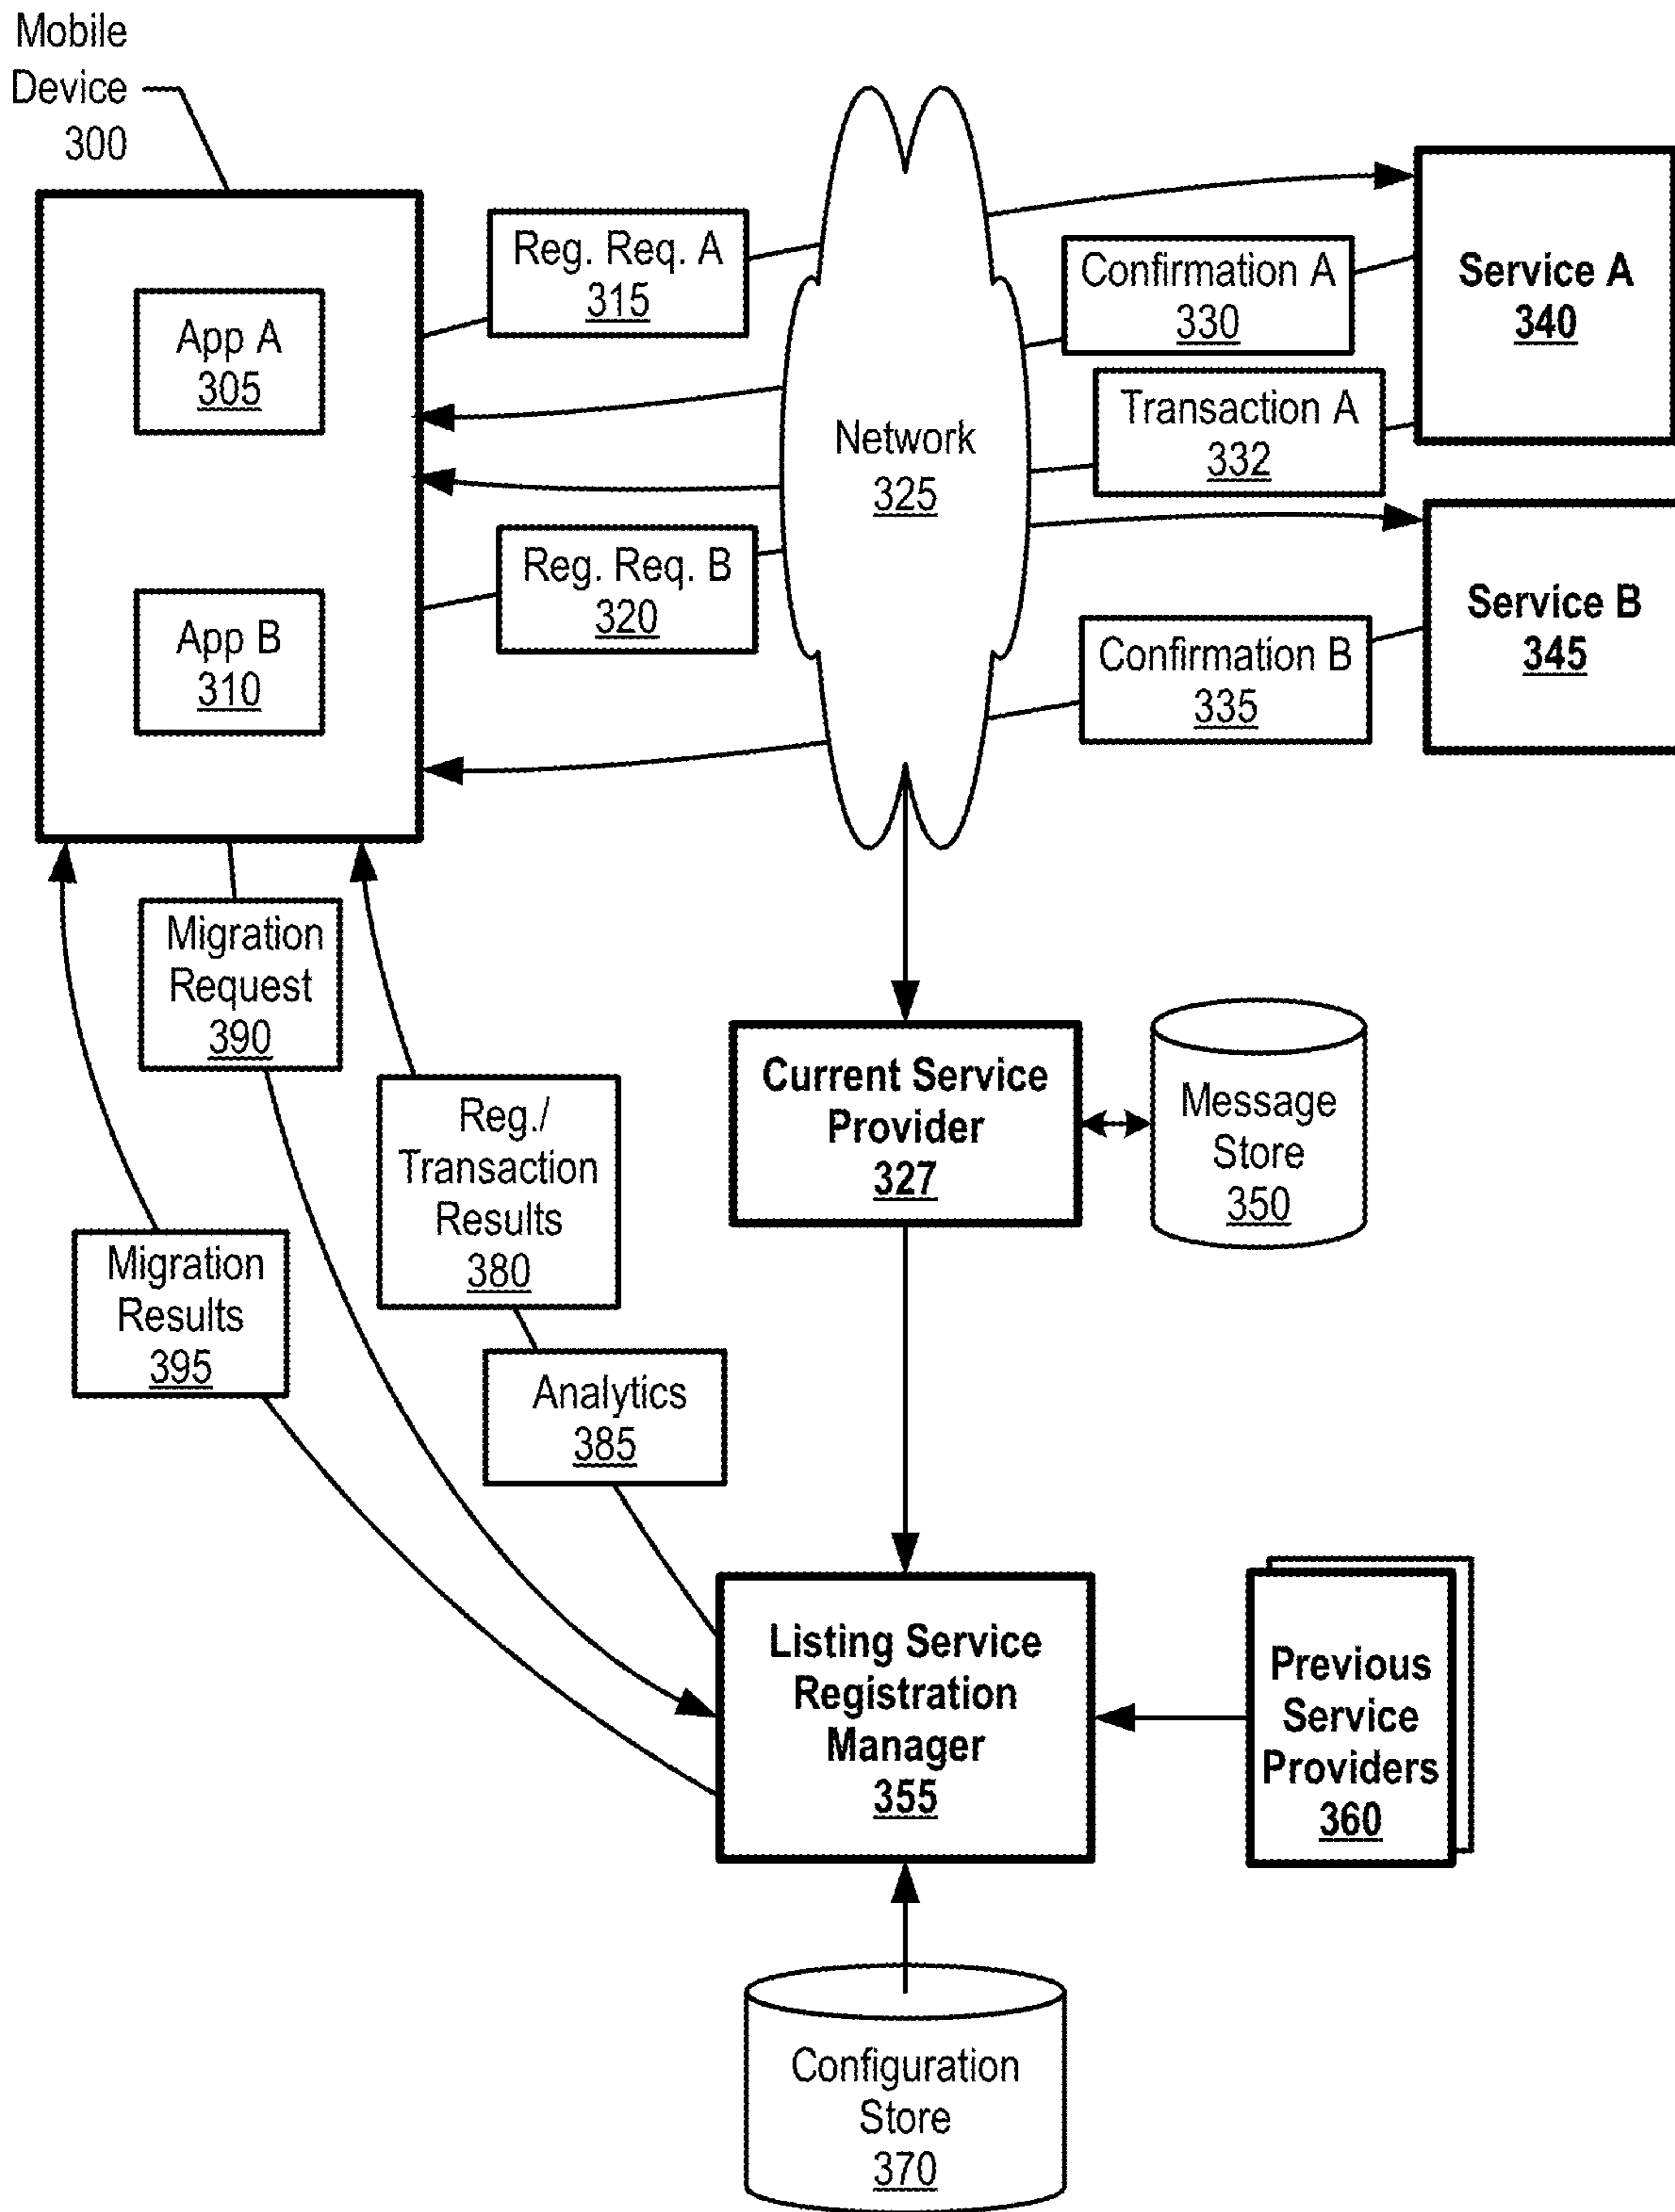 Mobile
Device
300
Reg. Req. A
315
Confirmation A
330
Service A
340
App A
305
Transaction A
332
Network
325
Reg. Req. B
320
Service B
345
App B
310
Confirmation B
335
Migration
Request
390
Current Service
Provider
327
Message
Store
350
Reg./
Transaction
Results
380
Migration
Results
395
Analytics
385
Listing Service
Registration
Manager
355
Previous
Service
Providers
360
Configuration
Store
370